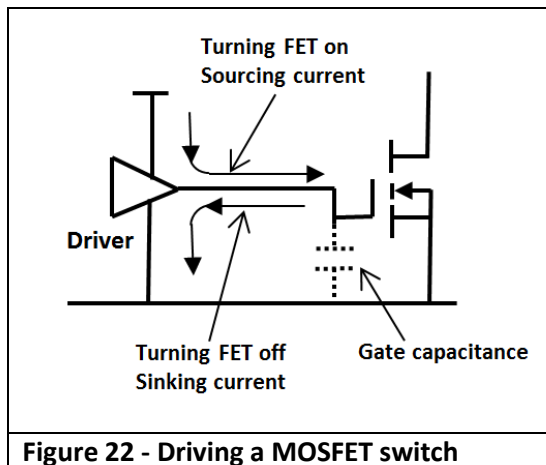 Turning FET on
Sourcing current
Driver
Turning FET off
Sinking current
Gate capacitance
Figure 22 - Driving a MOSFET switch